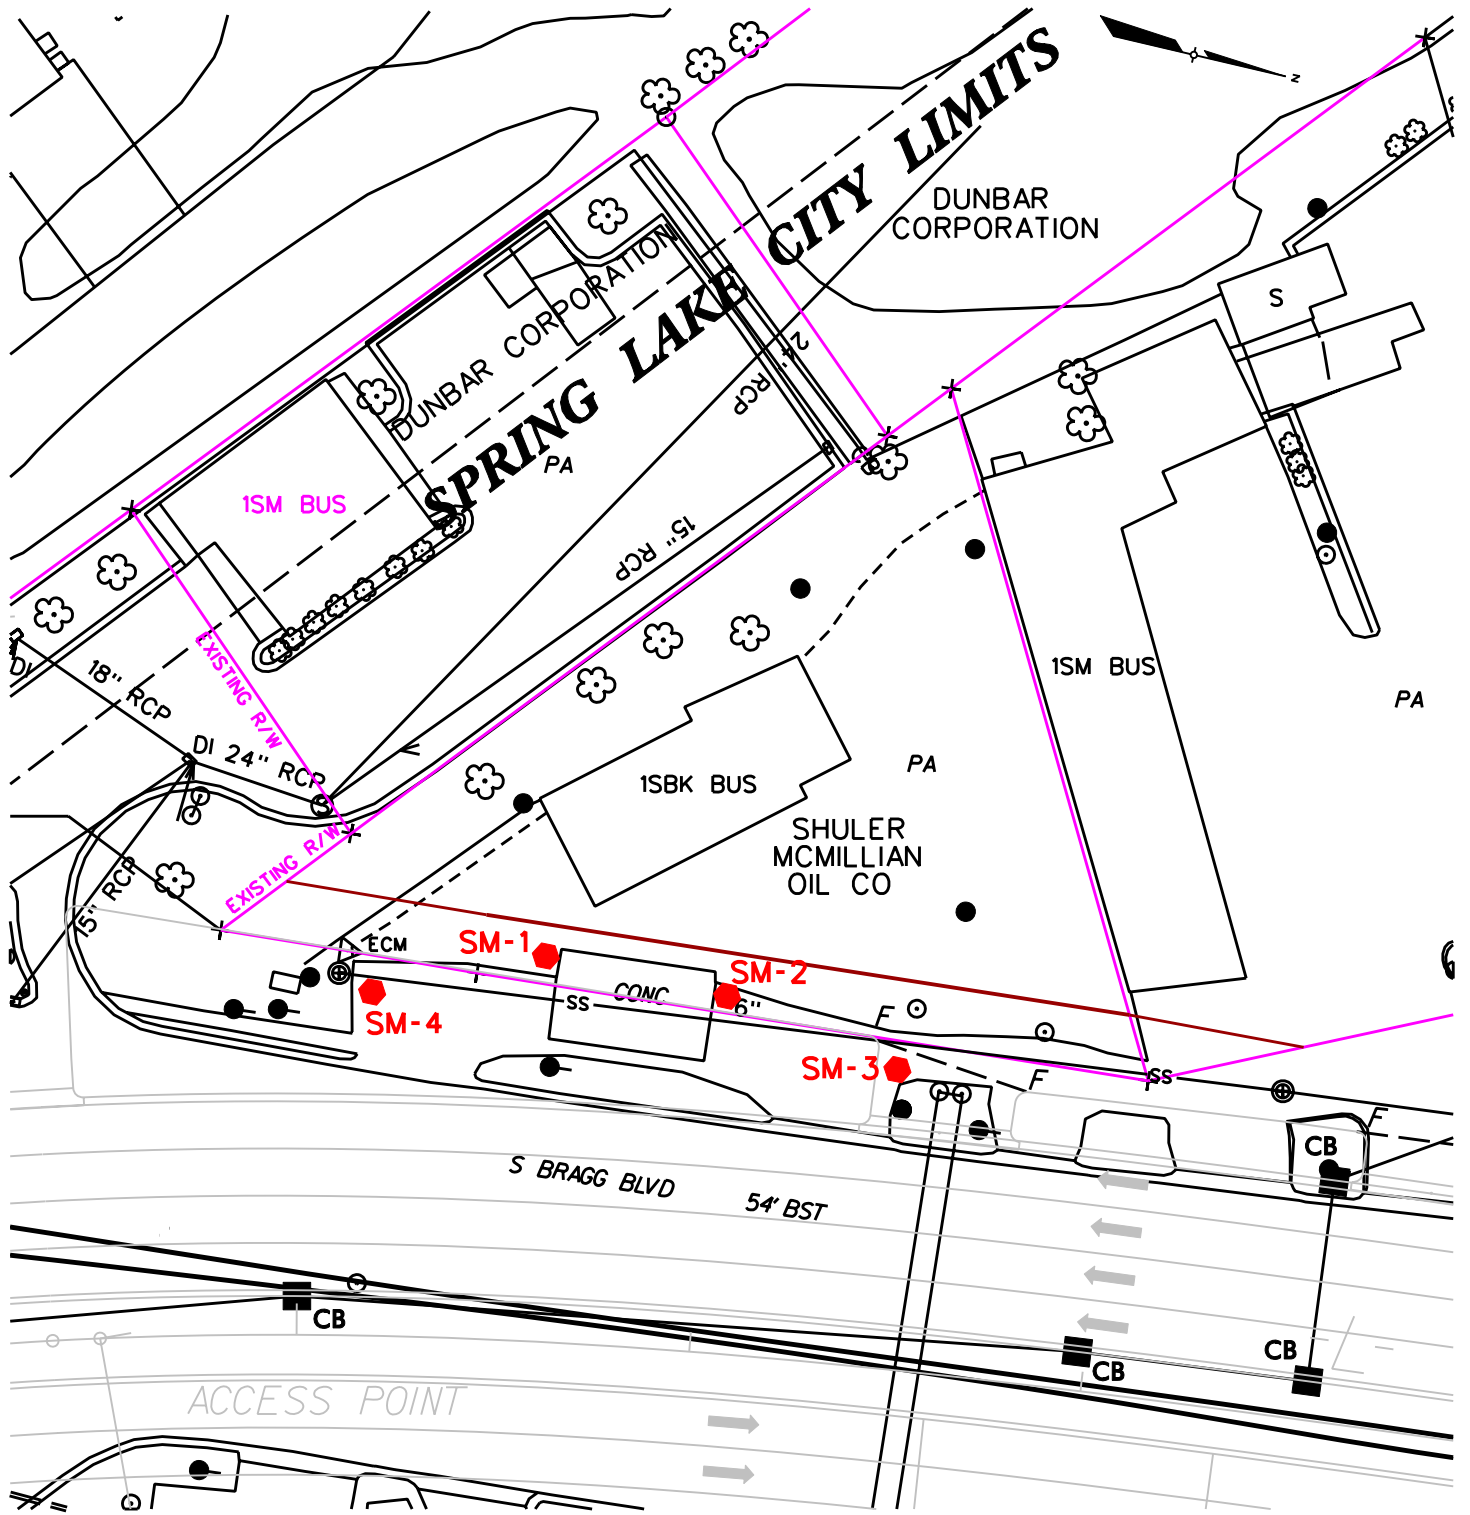 N
SPRING LAKE CITY LIMITS
DUNBAR
CORPORATION
S
DUNBAR CORPORATION
24" RCP
PA
1SM BUS
15" RCP
EXISTING R/W
DI
18" RCP
1SM BUS
PA
DI 24" RCP
PA
1SBK BUS
SHULER
MCMILLIAN
OIL CO
EXISTING R/W
15" RCP
ECM
SM-1
SM-2
SS
CONC
6"
F
SM-4
SM-3
F
SS
F
CB
S BRAGG BLVD 54' BST
CB
CB
CB
ACCESS POINT